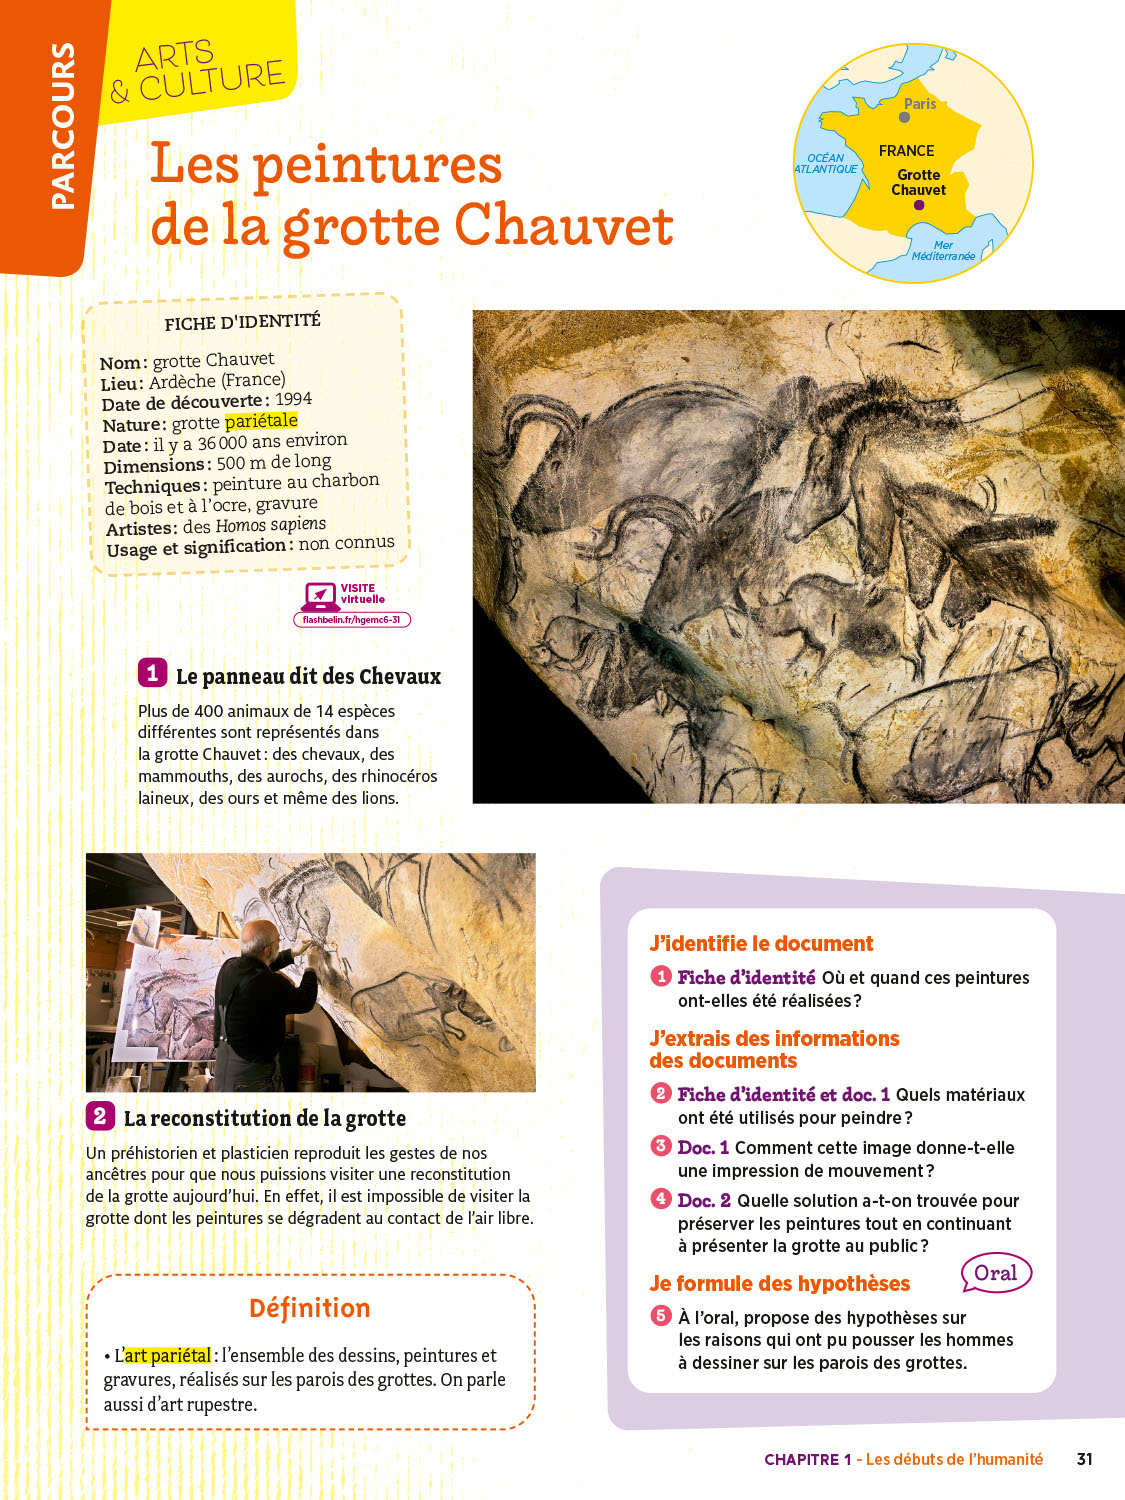 PARCOURS
ARTS
& CULTURE
Les peintures
de la grotte Chauvet
Paris
OCÉAN
ATLANTIQUE
FRANCE
Grotte
Chauvet
Mer
Méditerranée
FICHE D'IDENTITÉ
Nom : grotte Chauvet
Lieu : Ardèche (France)
Date de découverte : 1994
Nature : grotte pariétale
Date : il y a 36 000 ans environ
Dimensions : 500 m de long
Techniques : peinture au charbon
de bois et à l'ocre, gravure
Artistes : des Homos sapiens
Usage et signification : non connus
VISITE
virtuelle
flashbelin.fr/hgemc6-31
1 Le panneau dit des Chevaux
Plus de 400 animaux de 14 espèces
différentes sont représentés dans
la grotte Chauvet : des chevaux, des
mammouths, des aurochs, des rhinocéros
laineux, des ours et même des lions.
2 La reconstitution de la grotte
Un préhistorien et plasticien reproduit les gestes de nos
ancêtres pour que nous puissions visiter une reconstitution
de la grotte aujourd'hui. En effet, il est impossible de visiter la
grotte dont les peintures se dégradent au contact de l'air libre.
Définition
• L'art pariétal : l'ensemble des dessins, peintures et
gravures, réalisés sur les parois des grottes. On parle
aussi d'art rupestre.
J'identifie le document
1 Fiche d'identité Où et quand ces peintures
ont-elles été réalisées ?
J'extrais des informations
des documents
2 Fiche d'identité et doc. 1 Quels matériaux
ont été utilisés pour peindre ?
3 Doc. 1 Comment cette image donne-t-elle
une impression de mouvement ?
4 Doc. 2 Quelle solution a-t-on trouvée pour
préserver les peintures tout en continuant
à présenter la grotte au public ?
Je formule des hypothèses
Oral
5 À l'oral, propose des hypothèses sur
les raisons qui ont pu pousser les hommes
à dessiner sur les parois des grottes.
CHAPITRE 1 - Les débuts de l'humanité 31